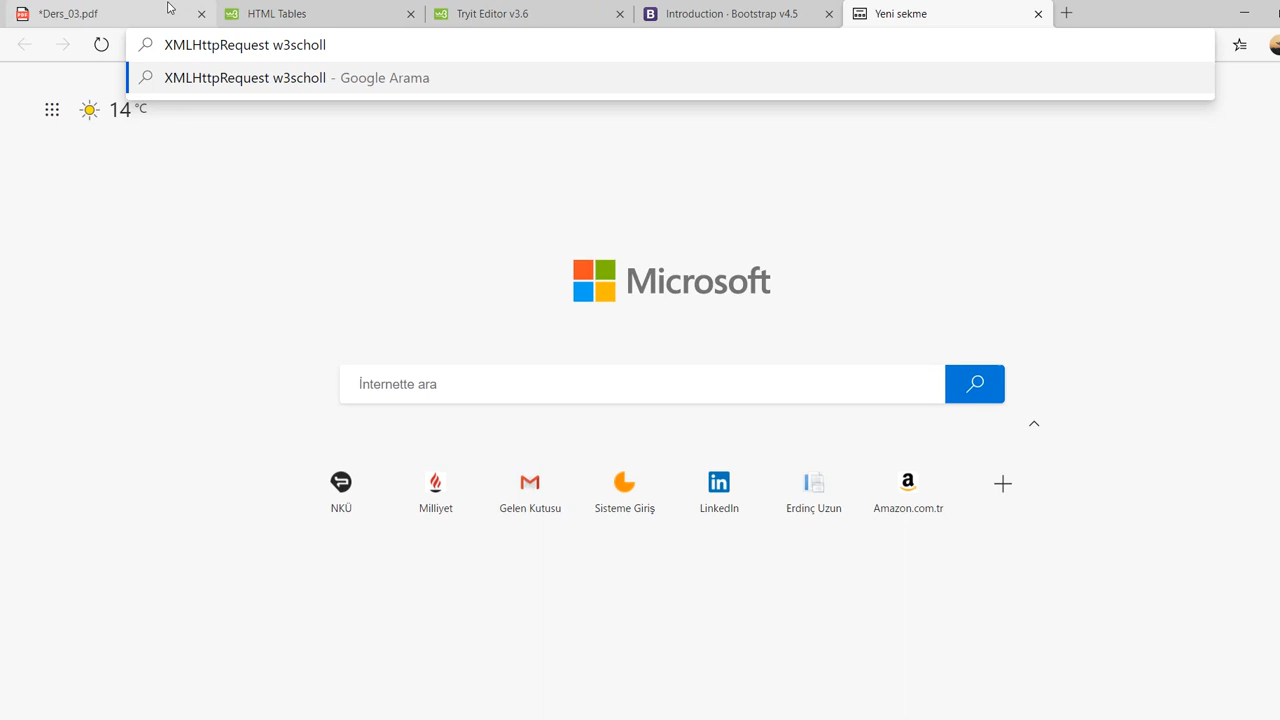 *Ders_03.pdf
HTML Tables
Tryit Editor v3.6
Introduction · Bootstrap v4.5
Yeni sekme
XMLHttpRequest w3scholl
XMLHttpRequest w3scholl - Google Arama
14 °C
Microsoft
İnternette ara
NKÜ
Milliyet
Gelen Kutusu
Sisteme Giriş
LinkedIn
Erdinç Uzun
Amazon.com.tr